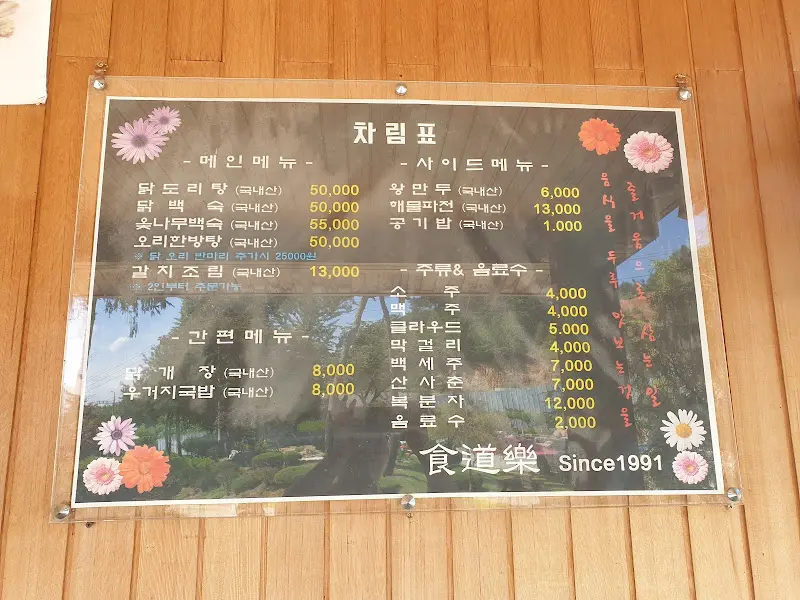 차림표
- 메인메뉴 -
닭도리탕 (국내산) 50,000
닭 백 숙 (국내산) 50,000
옻나무백숙 (국내산) 55,000
오리한방탕 (국내산) 50,000
※ 닭 오리 반마리 추가시 25000원
갈치조림 (국내산) 13,000
※ 2인부터 주문가능
- 간편메뉴 -
닭 개 장 (국내산) 8,000
우거지국밥 (국내산) 8,000
- 사이드메뉴 -
왕만두 (국내산) 6,000
해물파전 (국내산) 13,000
공기밥 (국내산) 1.000
- 주류& 음료수 -
소 주 4,000
맥 주 4,000
클라우드 5.000
막걸리 4,000
백세주 7,000
산사춘 7,000
복분자 12,000
음료수 2,000
음식을 두루 맛보는것을
즐거움으로 삼는일
食道樂 Since1991